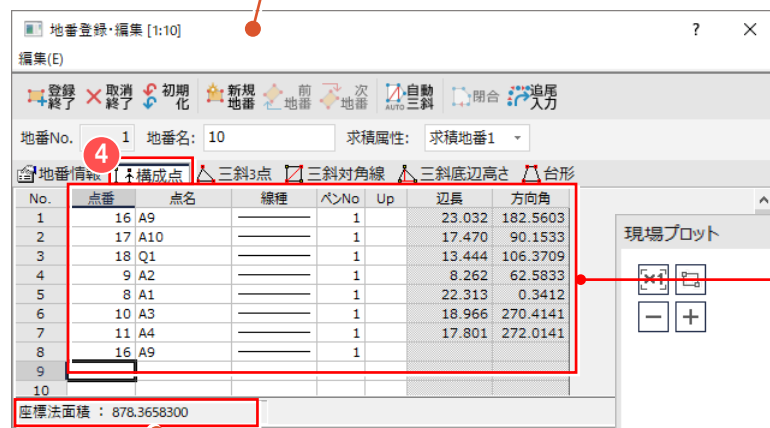 地番登録・編集 [1:10]
?
×
編集(E)
登録終了 取消終了 初期化 新規地番 前地番 次地番 AUTO 自動三斜 閉合 追尾入力
地番No. 1 地番名: 10 求積属性: 求積地番1
4
地番情報 構成点 三斜3点 三斜対角線 三斜底辺高さ 台形
No. 点番 点名 線種 ペンNo Up 辺長 方向角
1 16 A9 1 23.032 182.5603
2 17 A10 1 17.470 90.1533
3 18 Q1 1 13.444 106.3709
4 9 A2 1 8.262 62.5833
5 8 A1 1 22.313 0.3412
6 10 A3 1 18.966 270.4141
7 11 A4 1 17.801 272.0141
8 16 A9 1
9
10
座標法面積 : 878.3658300
現場プロット
×1